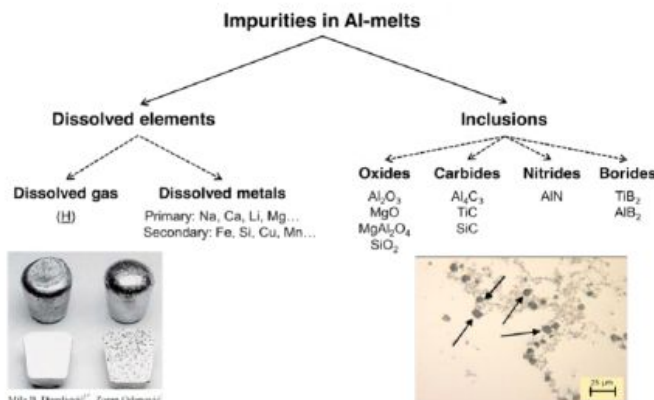 Impurities in Al-melts
Dissolved elements
Inclusions
Dissolved gas
(H)
Dissolved metals
Primary: Na, Ca, Li, Mg...
Secondary: Fe, Si, Cu, Mn...
Oxides
Al₂O₃
MgO
MgAl₂O₄
SiO₂
Carbides
Al₄C₃
TiC
SiC
Nitrides
AlN
Borides
TiB₂
AlB₂
25 μm